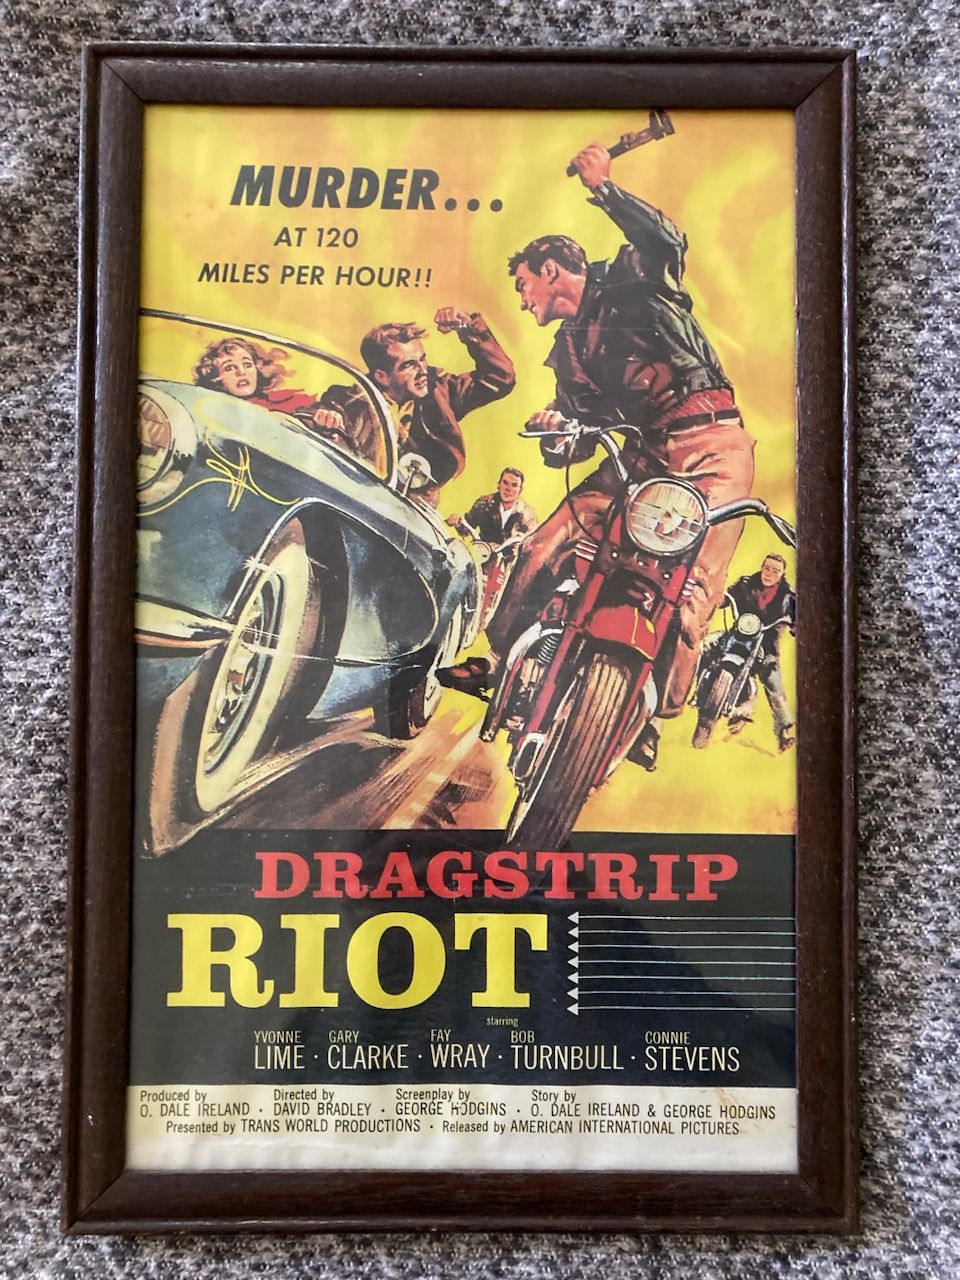 MURDER...
AT 120
MILES PER HOUR!!
DRAGSTRIP
RIOT
starring
YVONNE LIME · GARY CLARKE · FAY WRAY · BOB TURNBULL · CONNIE STEVENS
Produced by Directed by Screenplay by Story by
O. DALE IRELAND · DAVID BRADLEY · GEORGE HODGINS · O. DALE IRELAND & GEORGE HODGINS
Presented by TRANS WORLD PRODUCTIONS · Released by AMERICAN INTERNATIONAL PICTURES